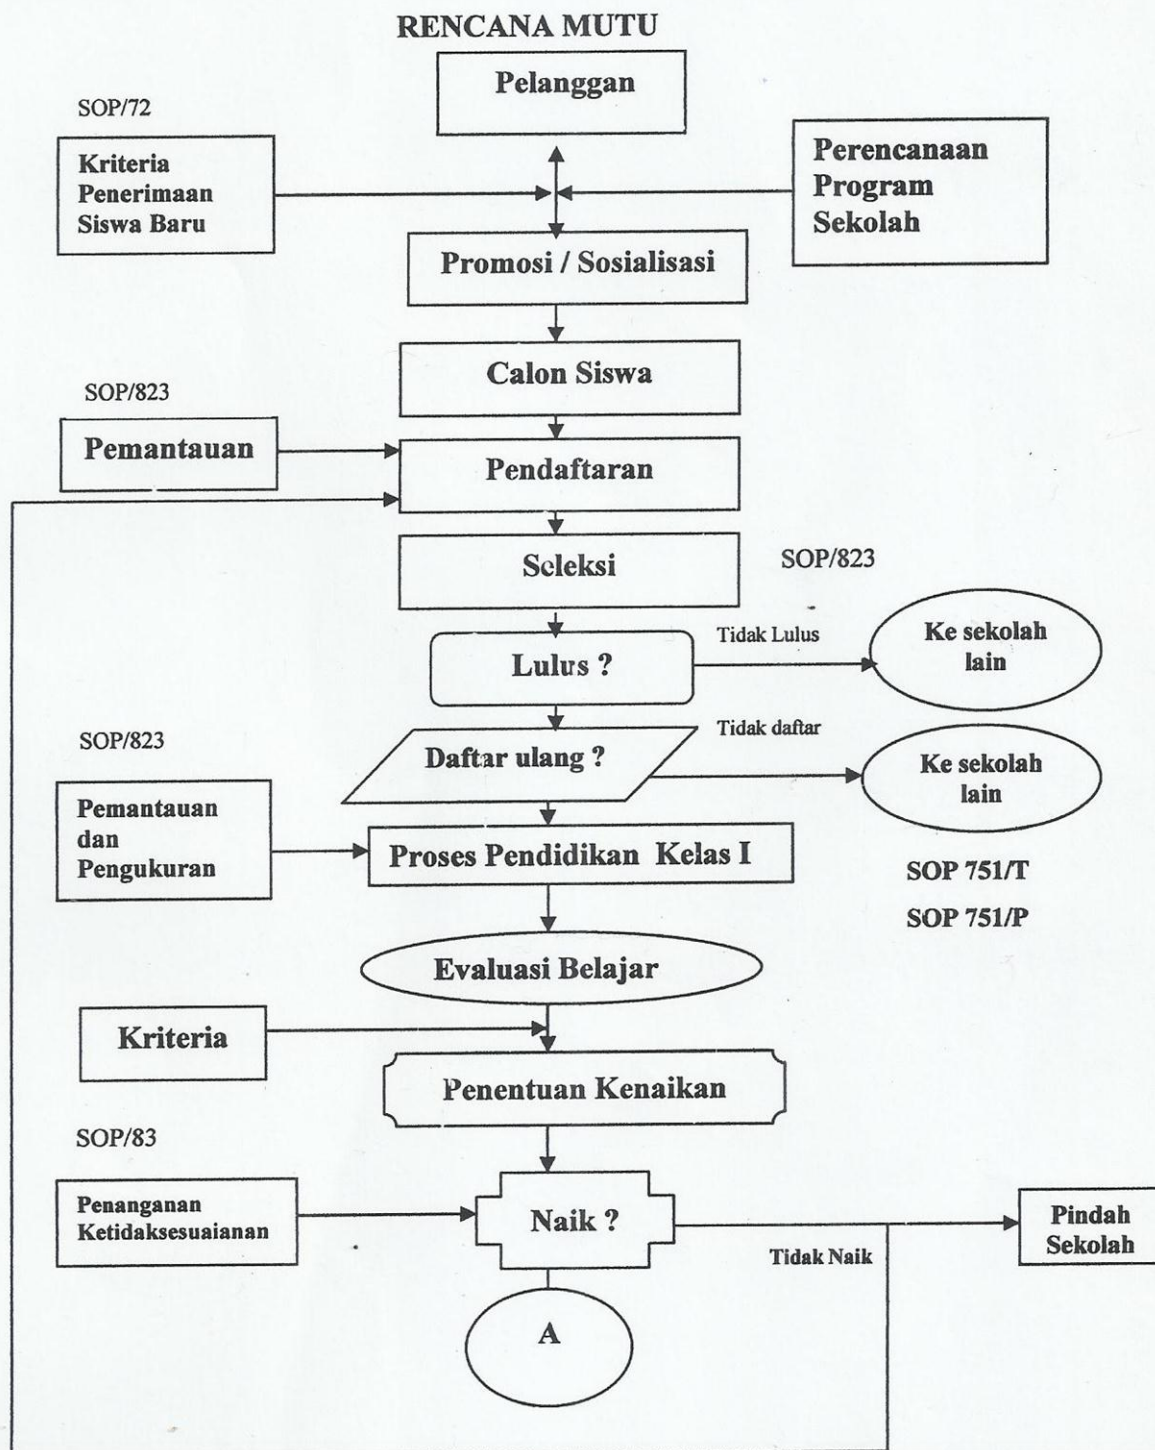 RENCANA MUTU
Pelanggan
SOP/72
Kriteria
Penerimaan
Siswa Baru
Perencanaan
Program
Sekolah
Promosi / Sosialisasi
Calon Siswa
SOP/823
Pemantauan
Pendaftaran
Seleksi
SOP/823
Lulus ?
Tidak Lulus
Ke sekolah
lain
Daftar ulang ?
Tidak daftar
Ke sekolah
lain
SOP/823
Pemantauan
dan
Pengukuran
Proses Pendidikan Kelas I
SOP 751/T
SOP 751/P
Evaluasi Belajar
Kriteria
Penentuan Kenaikan
SOP/83
Penanganan
Ketidaksesuaianan
Naik ?
Tidak Naik
Pindah
Sekolah
A